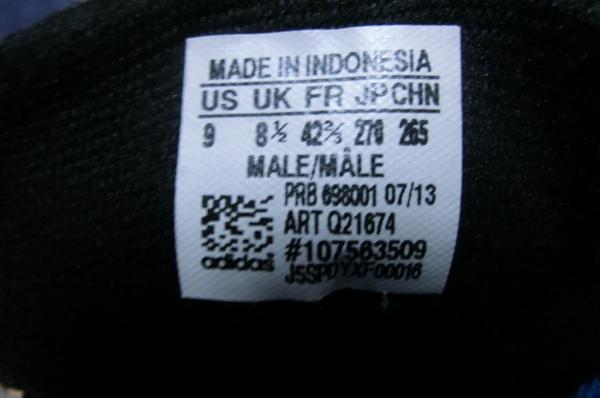 MADE IN INDONESIA
US UK FR JP CHN
9 8½ 42⅔ 270 265
MALE/MÂLE
PRB 698001 07/13
ART Q21674
#107563509
adidas
J5SPDYXF00016